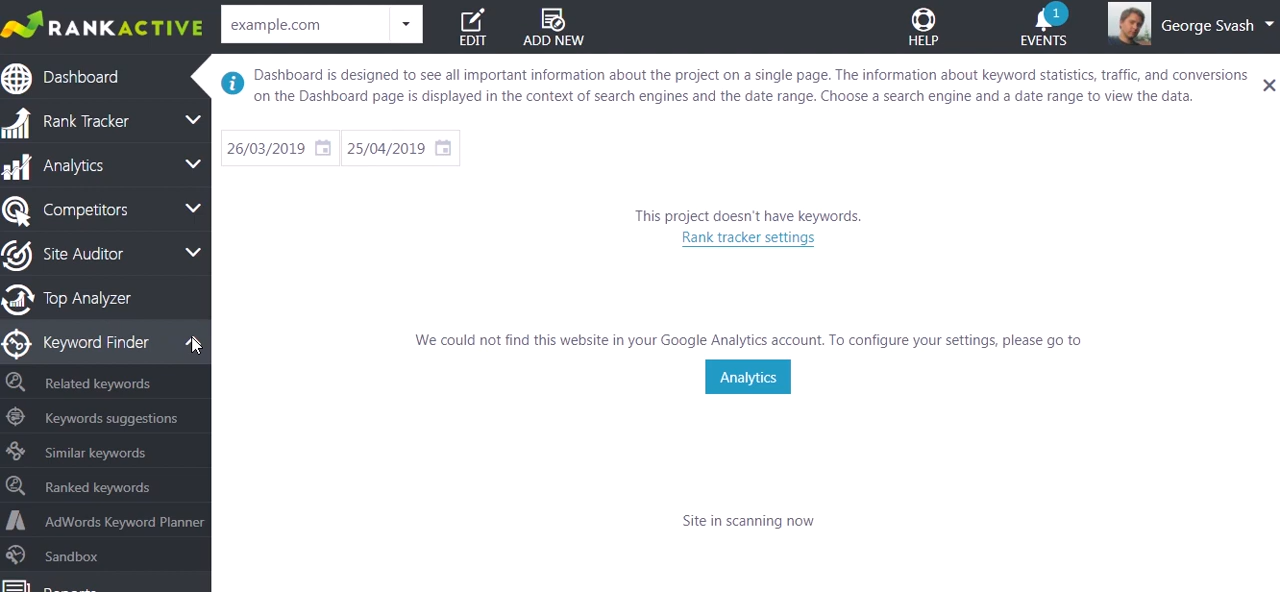 RANKACTIVE
example.com
EDIT
ADD NEW
HELP
1
EVENTS
George Svash
Dashboard
Rank Tracker
Analytics
Competitors
Site Auditor
Top Analyzer
Keyword Finder
Related keywords
Keywords suggestions
Similar keywords
Ranked keywords
AdWords Keyword Planner
Sandbox
Reports
Dashboard is designed to see all important information about the project on a single page. The information about keyword statistics, traffic, and conversions
on the Dashboard page is displayed in the context of search engines and the date range. Choose a search engine and a date range to view the data.
26/03/2019
25/04/2019
This project doesn't have keywords.
Rank tracker settings
We could not find this website in your Google Analytics account. To configure your settings, please go to
Analytics
Site in scanning now